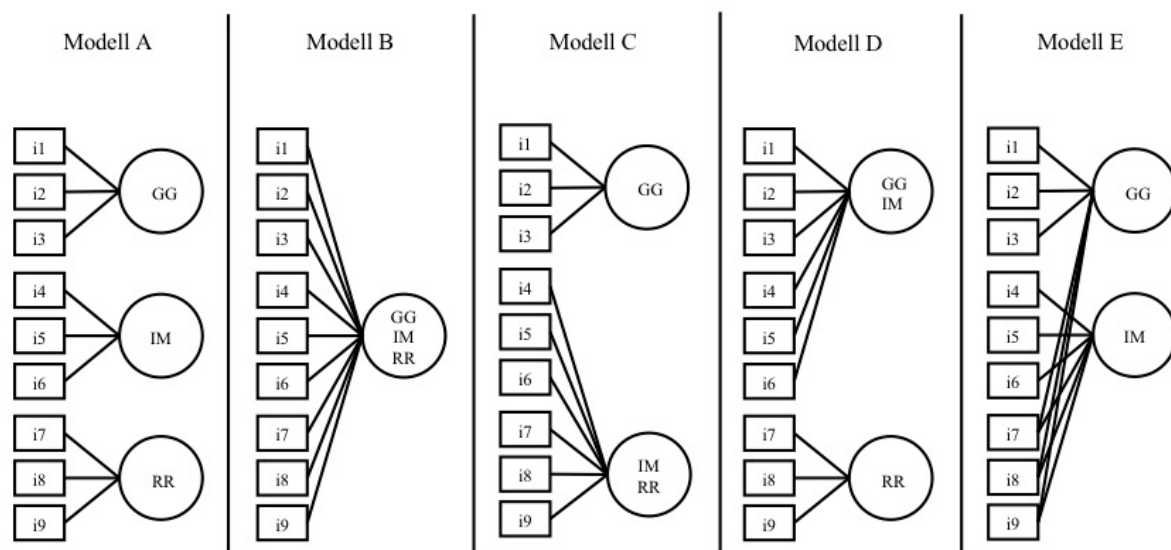 Modell A
i1
i2
i3
i4
i5
i6
i7
i8
i9
GG
IM
RR
Modell B
i1
i2
i3
i4
i5
i6
i7
i8
i9
GG
IM
RR
Modell C
i1
i2
i3
i4
i5
i6
i7
i8
i9
GG
IM
RR
Modell D
i1
i2
i3
i4
i5
i6
i7
i8
i9
GG
IM
RR
Modell E
i1
i2
i3
i4
i5
i6
i7
i8
i9
GG
IM